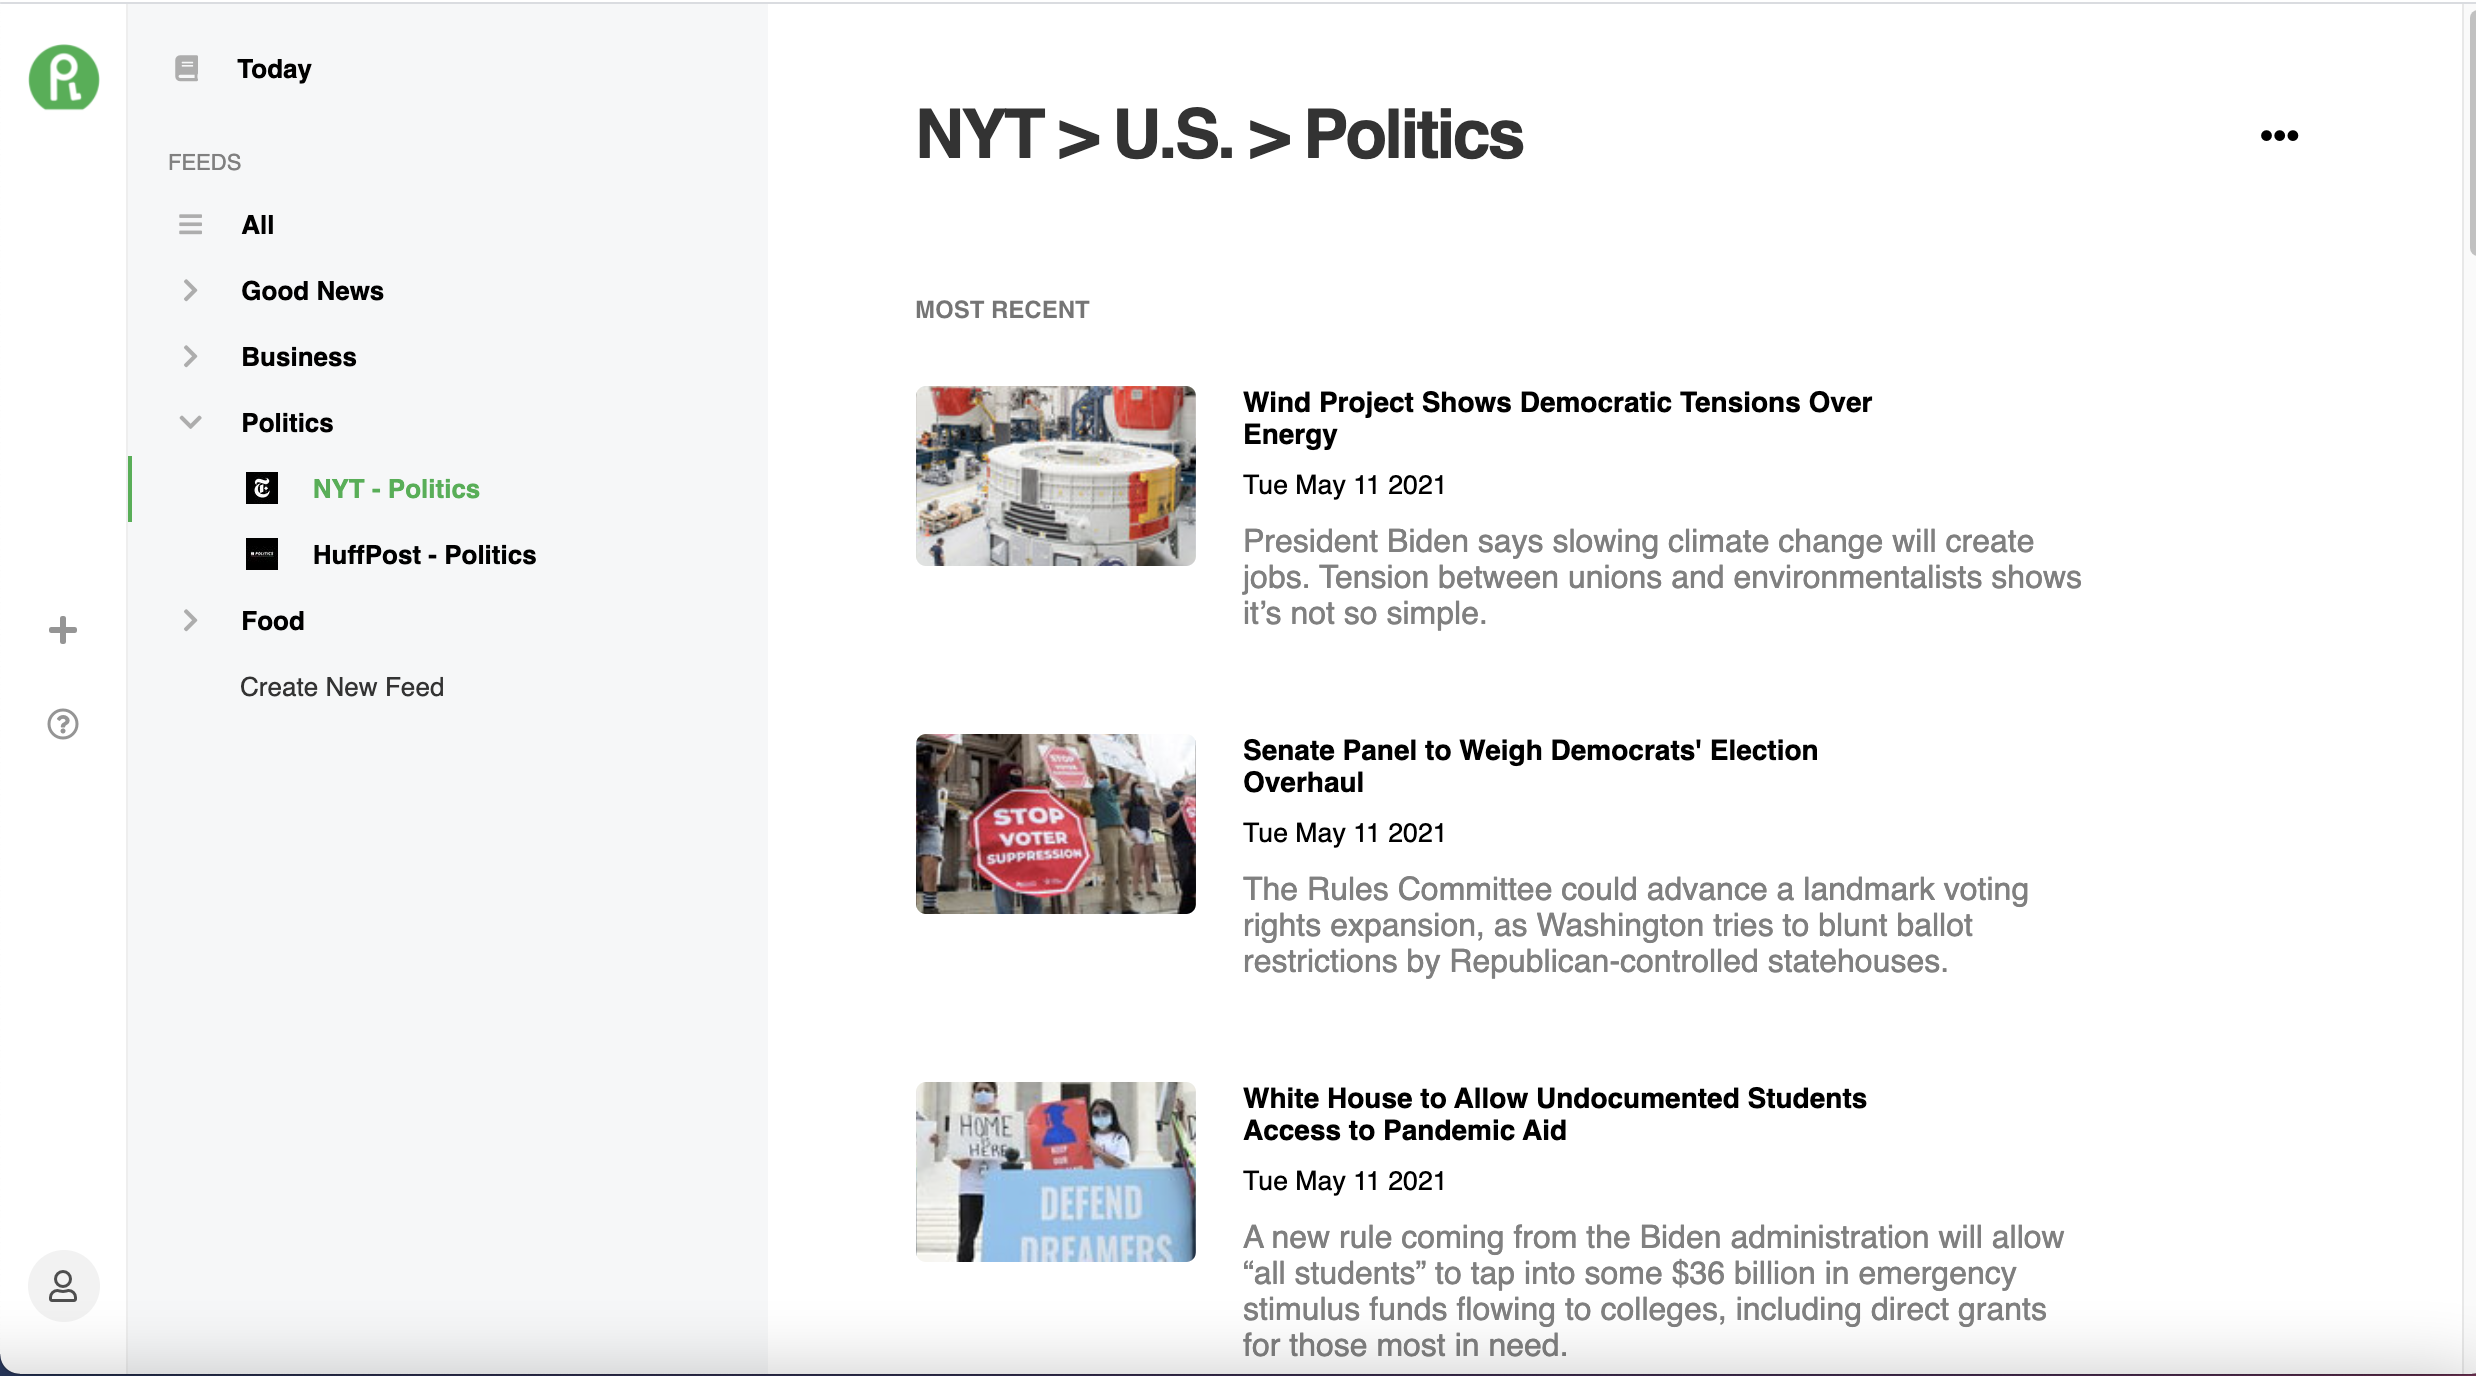 Today
FEEDS
All
Good News
Business
Politics
NYT - Politics
HuffPost - Politics
Food
Create New Feed
NYT > U.S. > Politics
MOST RECENT
Wind Project Shows Democratic Tensions Over
Energy
Tue May 11 2021
President Biden says slowing climate change will create
jobs. Tension between unions and environmentalists shows
it’s not so simple.
STOP
VOTER
SUPPRESSION
Senate Panel to Weigh Democrats' Election
Overhaul
Tue May 11 2021
The Rules Committee could advance a landmark voting
rights expansion, as Washington tries to blunt ballot
restrictions by Republican-controlled statehouses.
HOME
IS
HERE
DEFEND
DREAMERS
White House to Allow Undocumented Students
Access to Pandemic Aid
Tue May 11 2021
A new rule coming from the Biden administration will allow
“all students” to tap into some $36 billion in emergency
stimulus funds flowing to colleges, including direct grants
for those most in need.